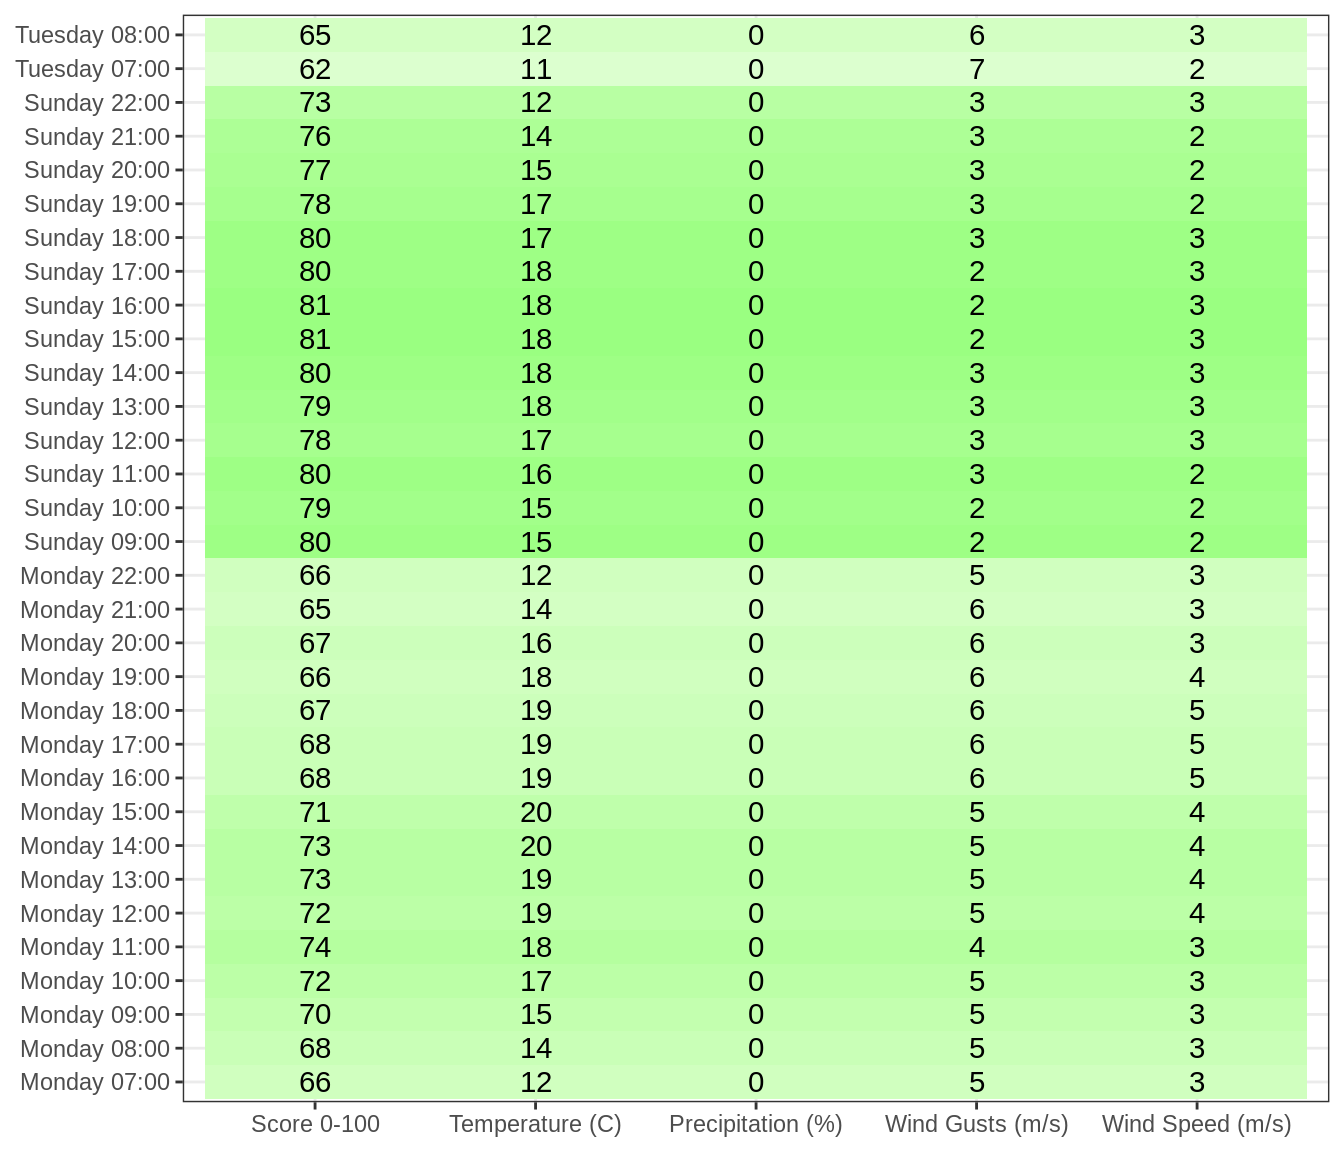 Tuesday 08:00 65 12 0 6 3
Tuesday 07:00 62 11 0 7 2
Sunday 22:00 73 12 0 3 3
Sunday 21:00 76 14 0 3 2
Sunday 20:00 77 15 0 3 2
Sunday 19:00 78 17 0 3 2
Sunday 18:00 80 17 0 3 3
Sunday 17:00 80 18 0 2 3
Sunday 16:00 81 18 0 2 3
Sunday 15:00 81 18 0 2 3
Sunday 14:00 80 18 0 3 3
Sunday 13:00 79 18 0 3 3
Sunday 12:00 78 17 0 3 3
Sunday 11:00 80 16 0 3 2
Sunday 10:00 79 15 0 2 2
Sunday 09:00 80 15 0 2 2
Monday 22:00 66 12 0 5 3
Monday 21:00 65 14 0 6 3
Monday 20:00 67 16 0 6 3
Monday 19:00 66 18 0 6 4
Monday 18:00 67 19 0 6 5
Monday 17:00 68 19 0 6 5
Monday 16:00 68 19 0 6 5
Monday 15:00 71 20 0 5 4
Monday 14:00 73 20 0 5 4
Monday 13:00 73 19 0 5 4
Monday 12:00 72 19 0 5 4
Monday 11:00 74 18 0 4 3
Monday 10:00 72 17 0 5 3
Monday 09:00 70 15 0 5 3
Monday 08:00 68 14 0 5 3
Monday 07:00 66 12 0 5 3
Score 0-100 Temperature (C) Precipitation (%) Wind Gusts (m/s) Wind Speed (m/s)